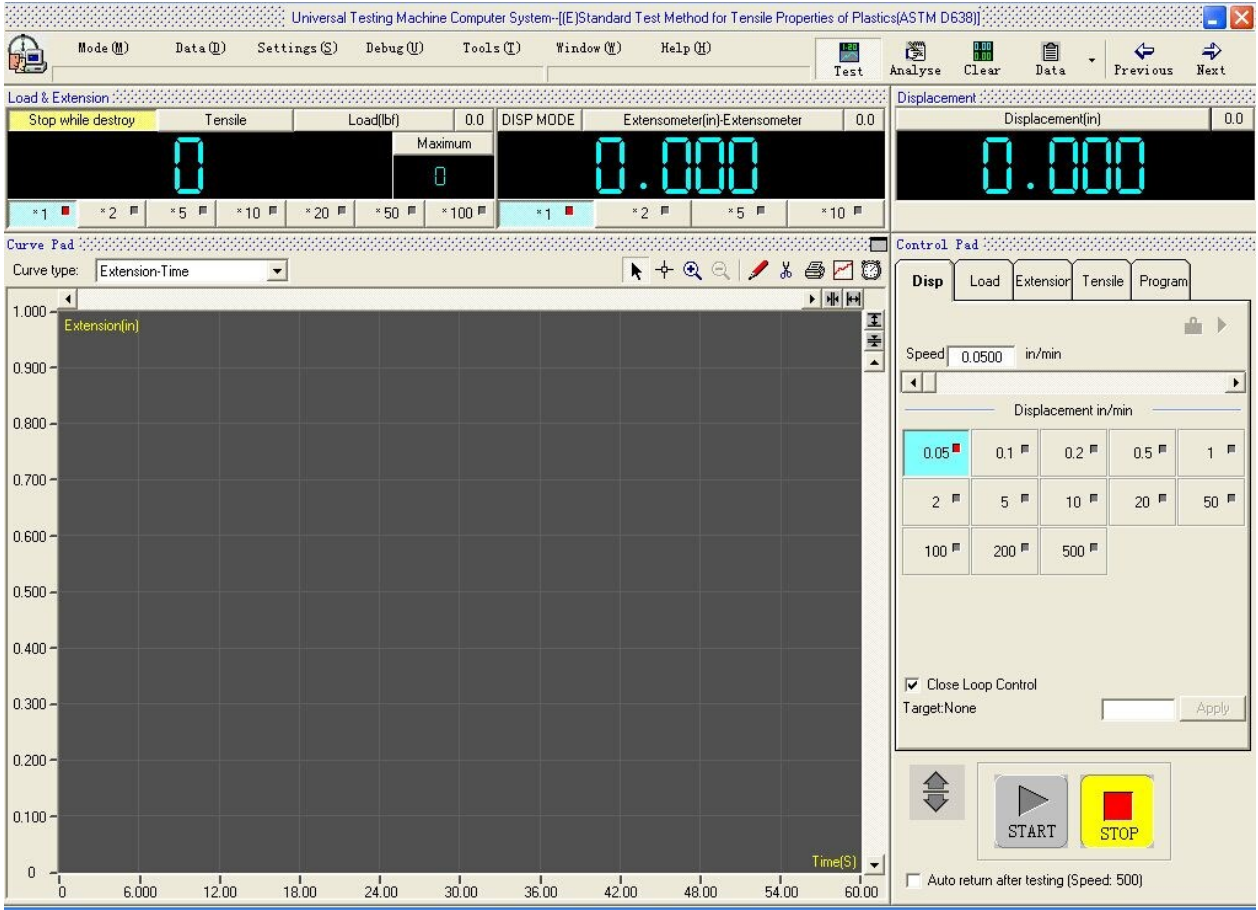 Universal Testing Machine Computer System--[(E)Standard Test Method for Tensile Properties of Plastics(ASTM D638)]
Mode(M) Data(D) Settings(S) Debug(U) Tools(T) Window(W) Help(H)
Test Analyse Clear Data Previous Next
Load & Extension
Stop while destroy Tensile Load(lbf) 0.0 DISP MODE Extensometer(in)-Extensometer 0.0
0 Maximum 0 0.000
*1 *2 *5 *10 *20 *50 *100 *1 *2 *5 *10
Displacement
Displacement(in) 0.0
0.000
Curve Pad
Curve type: Extension-Time
Extension(in)
1.000
0.900
0.800
0.700
0.600
0.500
0.400
0.300
0.200
0.100
0
Time(S)
0 6.000 12.00 18.00 24.00 30.00 36.00 42.00 48.00 54.00 60.00
Control Pad
Disp Load Extension Tensile Program
Speed 0.0500 in/min
Displacement in/min
0.05 0.1 0.2 0.5 1
2 5 10 20 50
100 200 500
Close Loop Control
Target:None Apply
START STOP
Auto return after testing (Speed: 500)